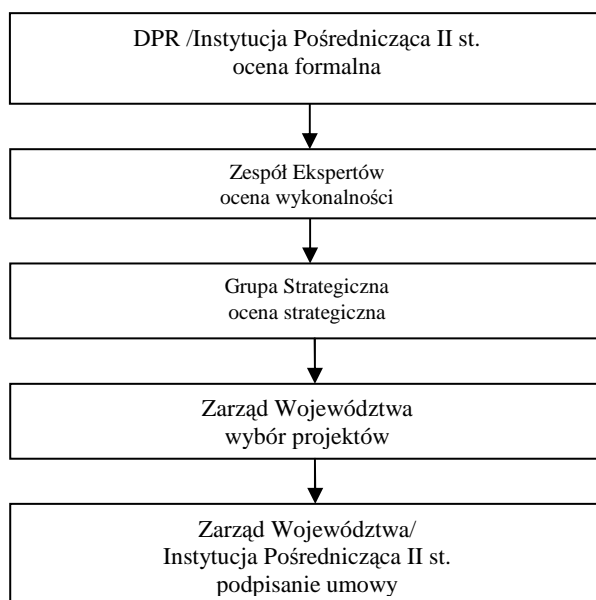 DPR /Instytucja Pośrednicząca II st.
ocena formalna
Zespół Ekspertów
ocena wykonalności
Grupa Strategiczna
ocena strategiczna
Zarząd Województwa
wybór projektów
Zarząd Województwa/
Instytucja Pośrednicząca II st.
podpisanie umowy